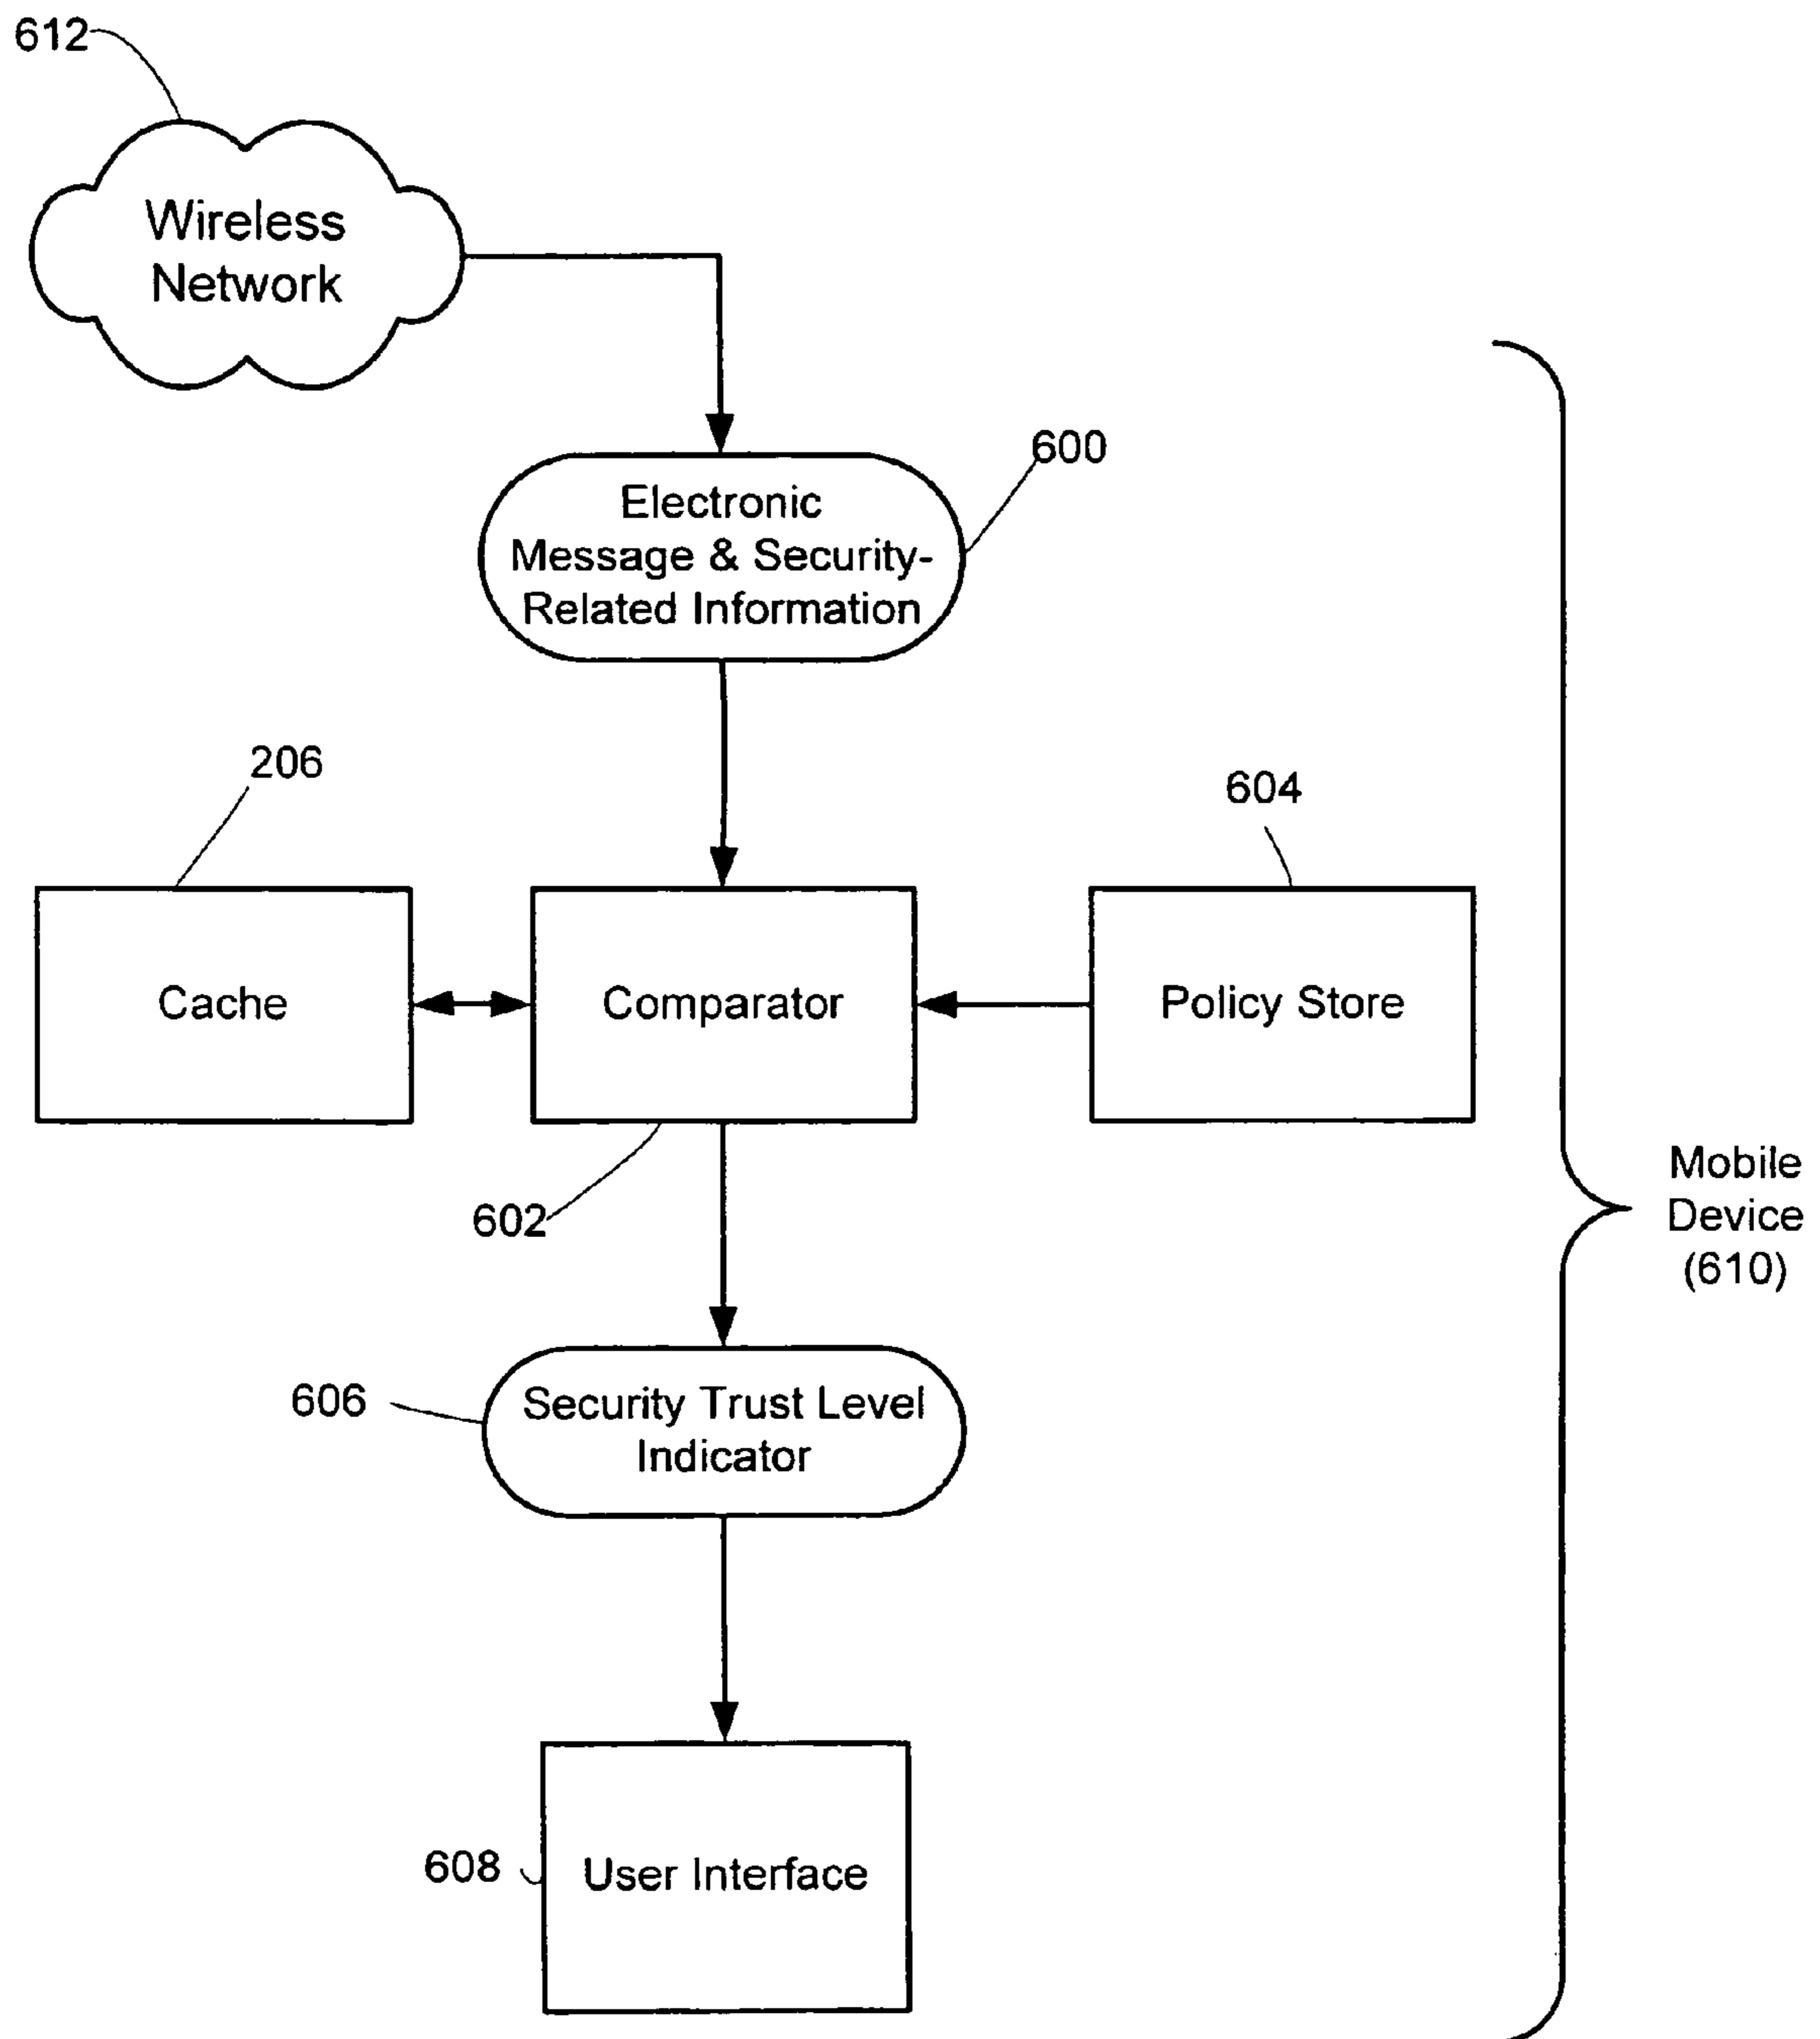 612
Wireless
Network
600
Electronic
Message & Security-
Related Information
206
604
Cache
Comparator
Policy Store
602
Mobile
Device
(610)
606
Security Trust Level
Indicator
608
User Interface